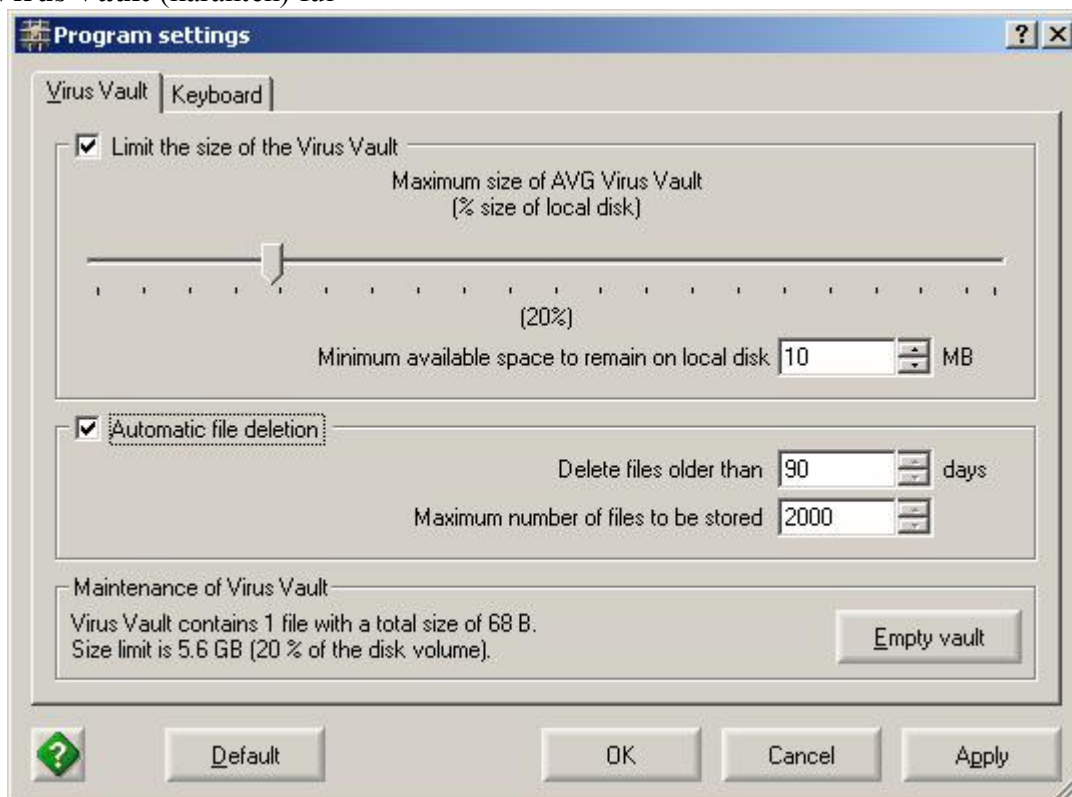 Virus Vault (karantén) fül
Program settings
Virus Vault Keyboard
Limit the size of the Virus Vault
Maximum size of AVG Virus Vault
(% size of local disk)
(20%)
Minimum available space to remain on local disk 10 MB
Automatic file deletion
Delete files older than 90 days
Maximum number of files to be stored 2000
Maintenance of Virus Vault
Virus Vault contains 1 file with a total size of 68 B.
Size limit is 5.6 GB (20 % of the disk volume).
Empty vault
Default OK Cancel Apply